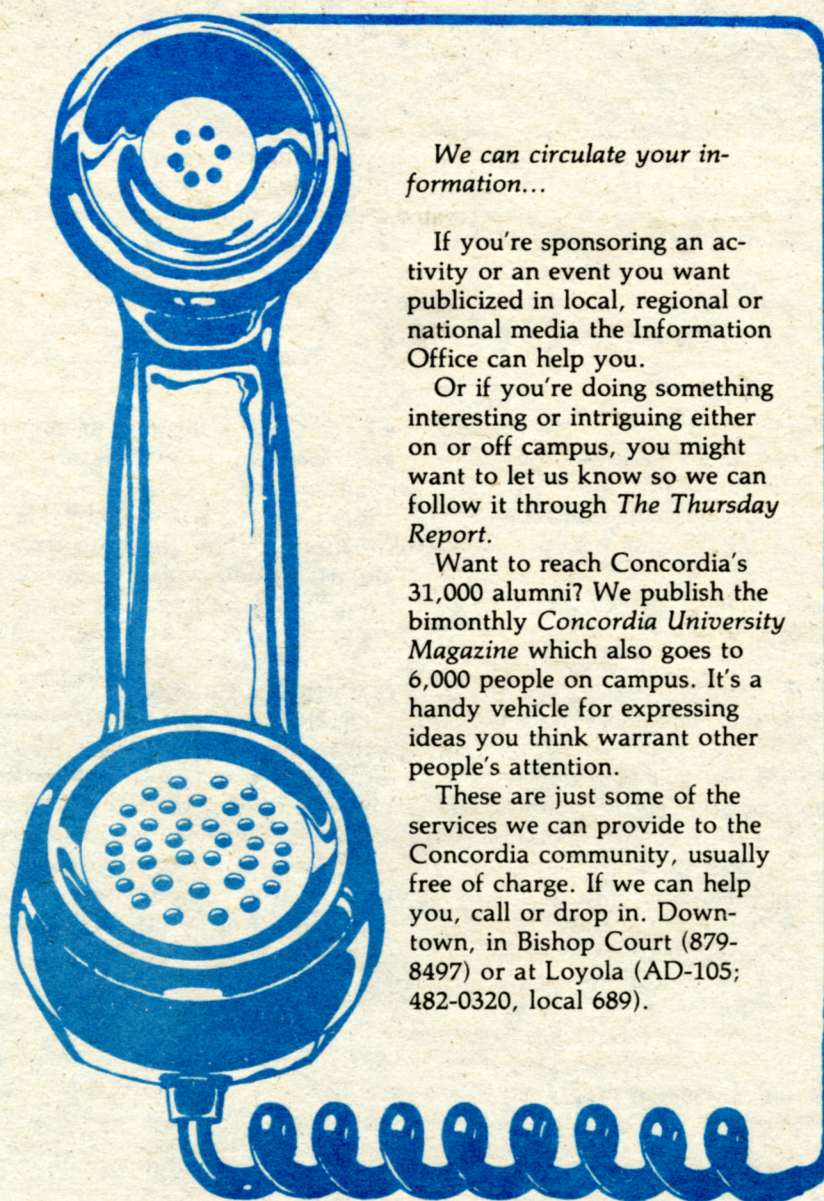 We can circulate your in-
formation...
If you're sponsoring an ac-
tivity or an event you want
publicized in local, regional or
national media the Information
Office can help you.
Or if you're doing something
interesting or intriguing either
on or off campus, you might
want to let us know so we can
follow it through The Thursday
Report.
Want to reach Concordia's
31,000 alumni? We publish the
bimonthly Concordia University
Magazine which also goes to
6,000 people on campus. It's a
handy vehicle for expressing
ideas you think warrant other
people's attention.
These are just some of the
services we can provide to the
Concordia community, usually
free of charge. If we can help
you, call or drop in. Down-
town, in Bishop Court (879-
8497) or at Loyola (AD-105;
482-0320, local 689).